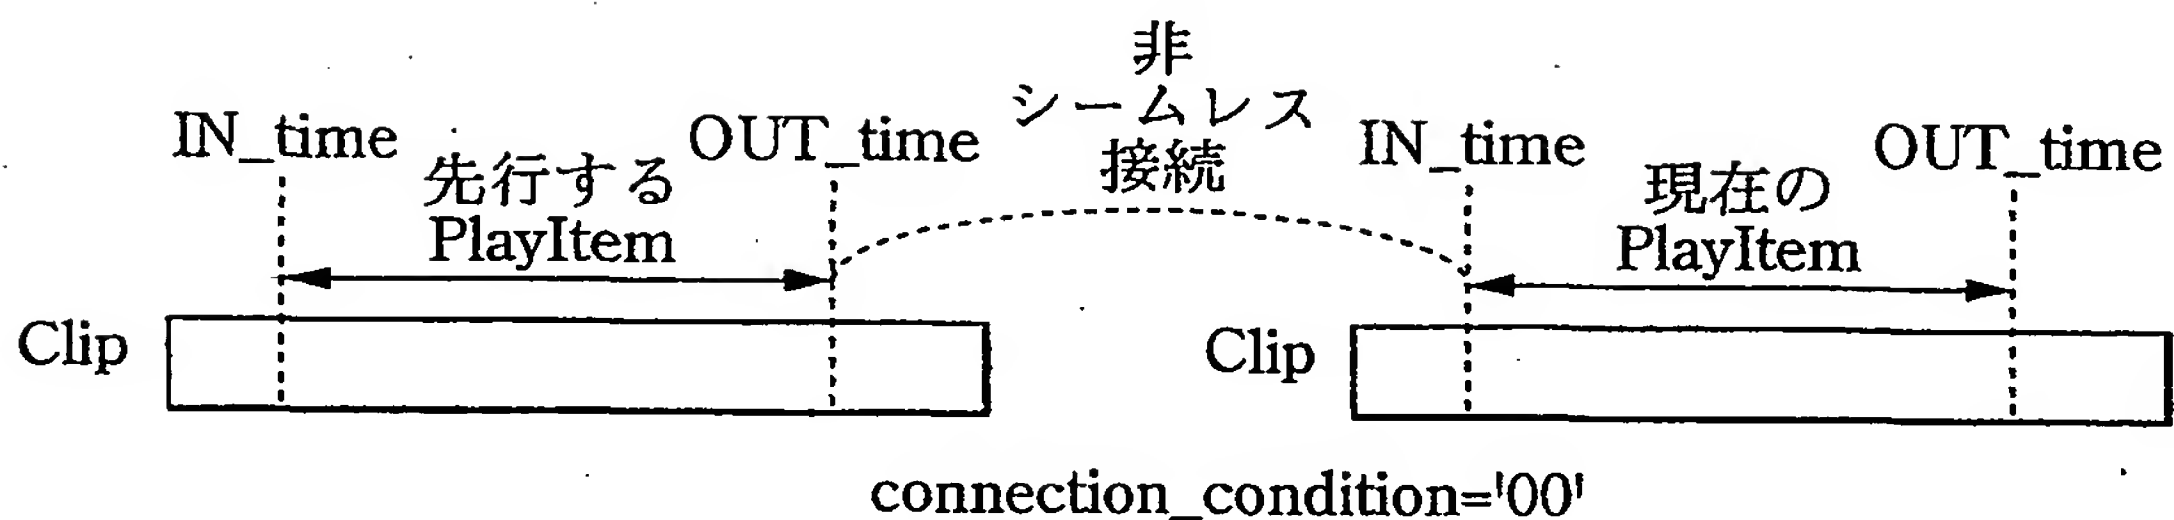 非
シームレス
接続
IN_time
先行する
PlayItem
OUT_time
IN_time
現在の
PlayItem
OUT_time
Clip
Clip
connection_condition='00'